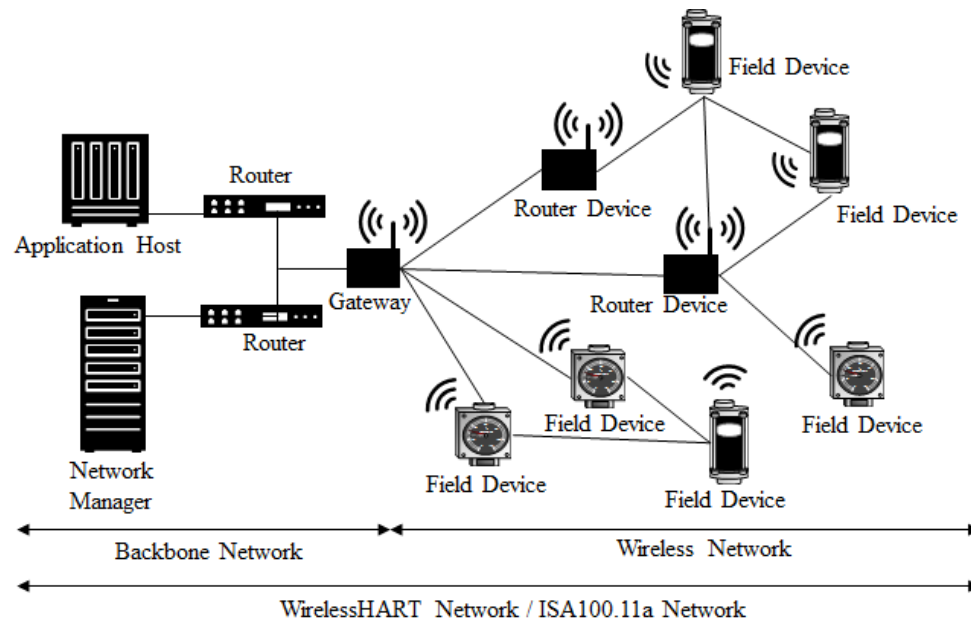 Field Device
Router
Router Device
Field Device
Application Host
Gateway
Router Device
Router
Field Device
Field Device
Field Device
Field Device
Network
Manager
Backbone Network
Wireless Network
WirelessHART Network / ISA100.11a Network